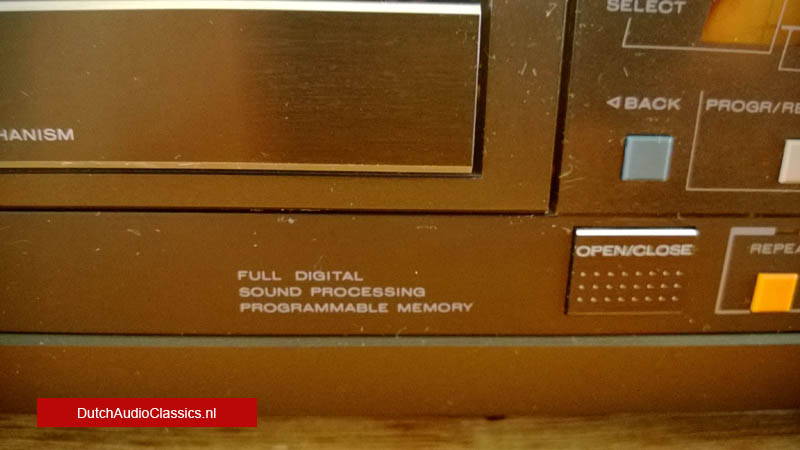 SELECT
HANISM
BACK
PROGR/RE
OPEN/CLOSE
REPEA
FULL DIGITAL
SOUND PROCESSING
PROGRAMMABLE MEMORY
DutchAudioClassics.nl